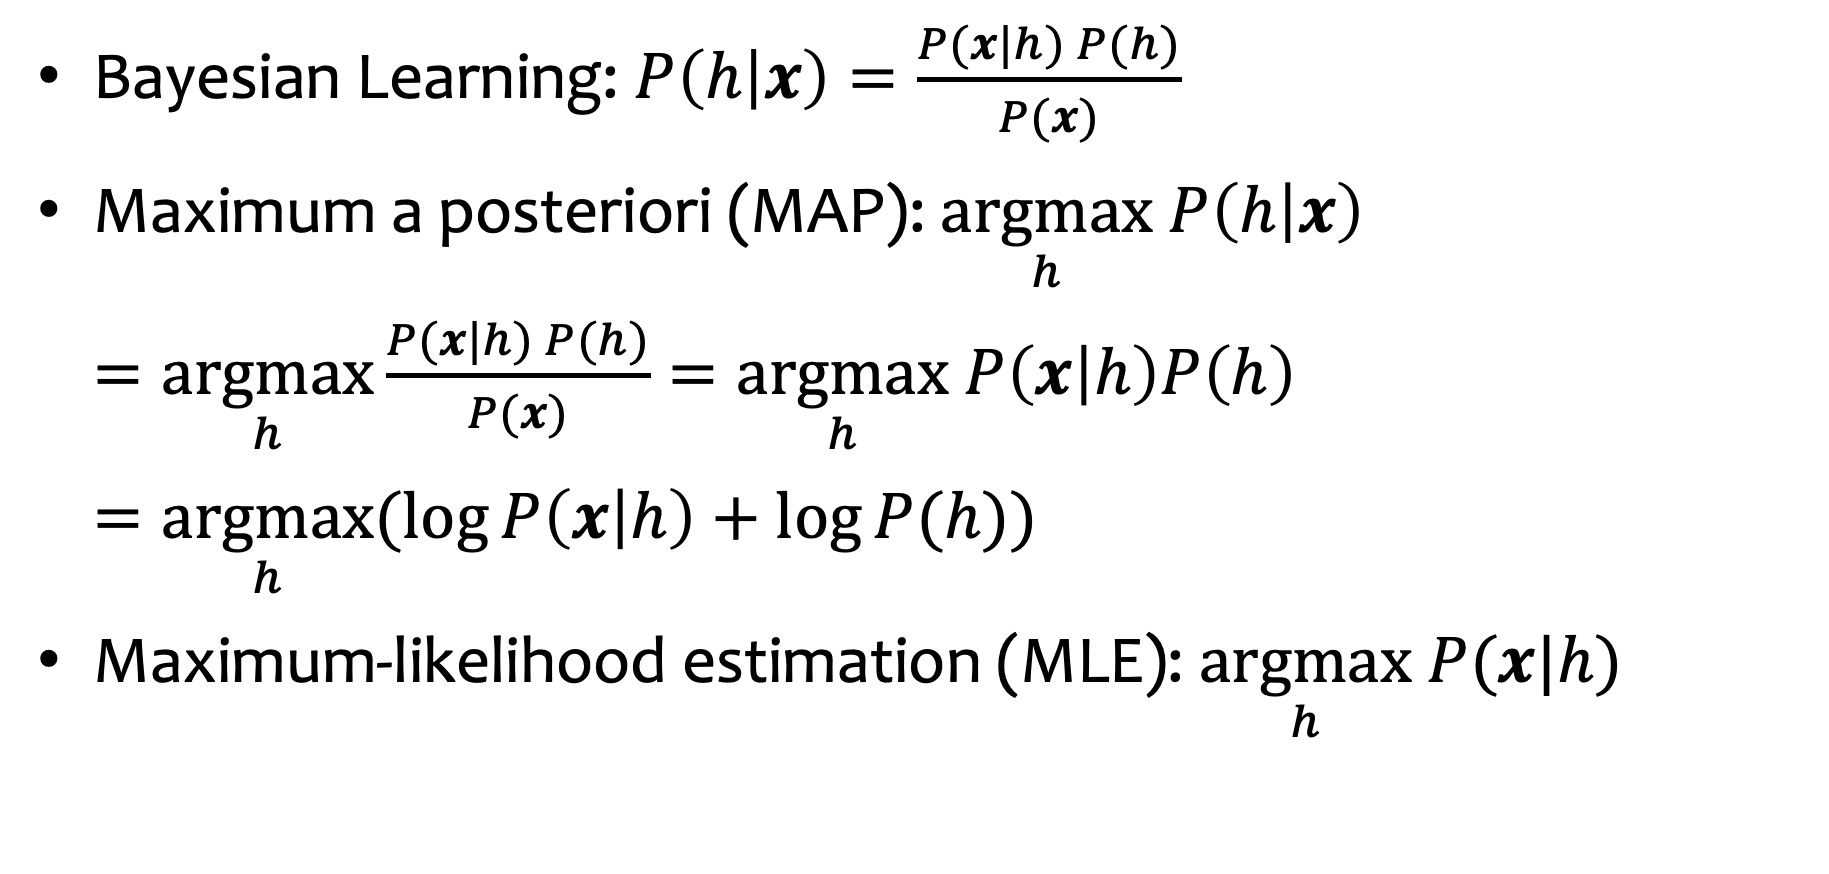 • Bayesian Learning: P(h|x) = P(x|h) P(h) / P(x)
• Maximum a posteriori (MAP): argmax_h P(h|x)
= argmax_h P(x|h) P(h) / P(x) = argmax_h P(x|h)P(h)
= argmax_h(log P(x|h) + log P(h))
• Maximum-likelihood estimation (MLE): argmax_h P(x|h)